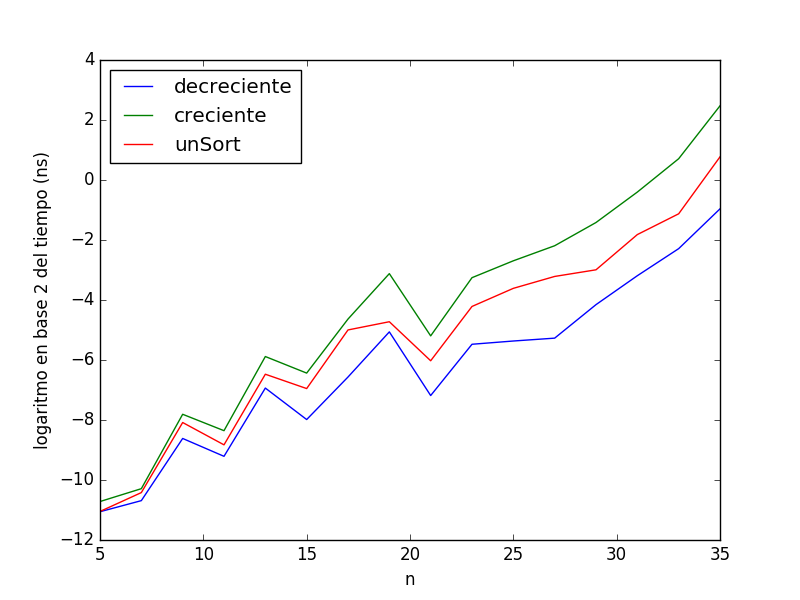 4
2
0
−2
−4
−6
−8
−10
−12
logaritmo en base 2 del tiempo (ns)
decreciente
creciente
unSort
5 10 15 20 25 30 35
n